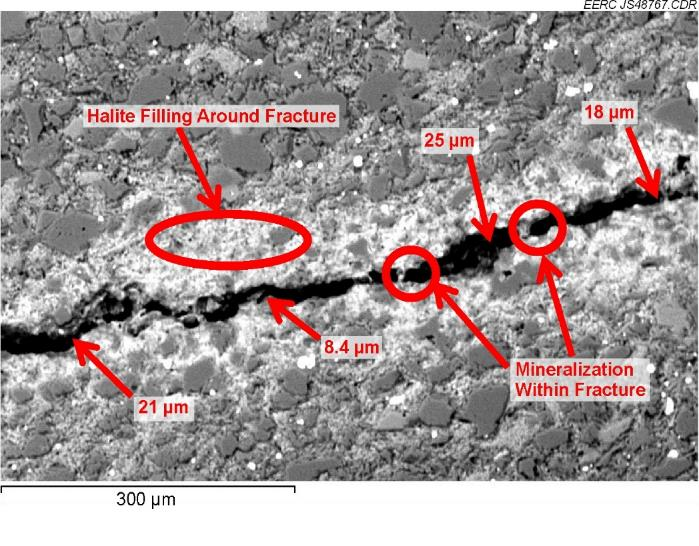 EERC JS48767.CDR
Halite Filling Around Fracture
18 µm
25 µm
8.4 µm
Mineralization
Within Fracture
21 µm
300 µm